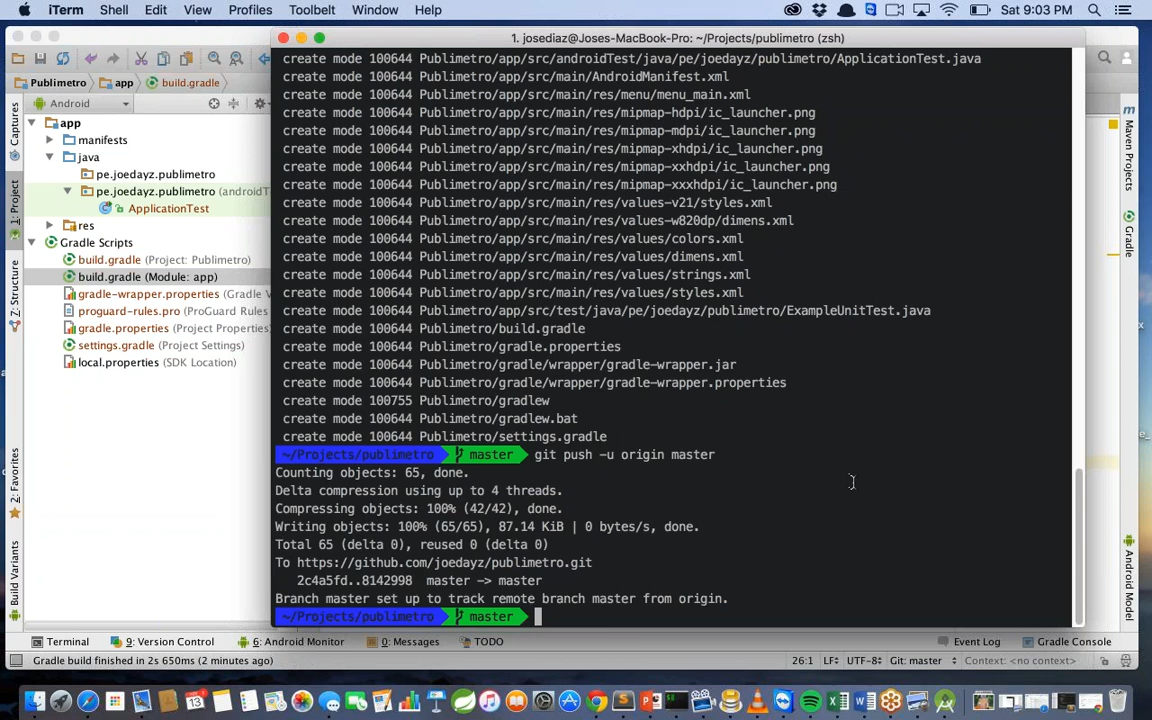 iTerm Shell Edit View Profiles Toolbelt Window Help Sat 9:03 PM
1. josediaz@Joses-MacBook-Pro: ~/Projects/publimetro (zsh)
Publimetro app build.gradle
Android
app
manifests
java
pe.joedayz.publimetro
pe.joedayz.publimetro (androidT
ApplicationTest
res
Gradle Scripts
build.gradle (Project: Publimetro)
build.gradle (Module: app)
gradle-wrapper.properties (Gradle V
proguard-rules.pro (ProGuard Rules
gradle.properties (Project Properties)
settings.gradle (Project Settings)
local.properties (SDK Location)
Captures
1: Project
7: Structure
2: Favorites
Build Variants
create mode 100644 Publimetro/app/src/androidTest/java/pe/joedayz/publimetro/ApplicationTest.java
create mode 100644 Publimetro/app/src/main/AndroidManifest.xml
create mode 100644 Publimetro/app/src/main/res/menu/menu_main.xml
create mode 100644 Publimetro/app/src/main/res/mipmap-hdpi/ic_launcher.png
create mode 100644 Publimetro/app/src/main/res/mipmap-mdpi/ic_launcher.png
create mode 100644 Publimetro/app/src/main/res/mipmap-xhdpi/ic_launcher.png
create mode 100644 Publimetro/app/src/main/res/mipmap-xxhdpi/ic_launcher.png
create mode 100644 Publimetro/app/src/main/res/mipmap-xxxhdpi/ic_launcher.png
create mode 100644 Publimetro/app/src/main/res/values-v21/styles.xml
create mode 100644 Publimetro/app/src/main/res/values-w820dp/dimens.xml
create mode 100644 Publimetro/app/src/main/res/values/colors.xml
create mode 100644 Publimetro/app/src/main/res/values/dimens.xml
create mode 100644 Publimetro/app/src/main/res/values/strings.xml
create mode 100644 Publimetro/app/src/main/res/values/styles.xml
create mode 100644 Publimetro/app/src/test/java/pe/joedayz/publimetro/ExampleUnitTest.java
create mode 100644 Publimetro/build.gradle
create mode 100644 Publimetro/gradle.properties
create mode 100644 Publimetro/gradle/wrapper/gradle-wrapper.jar
create mode 100644 Publimetro/gradle/wrapper/gradle-wrapper.properties
create mode 100755 Publimetro/gradlew
create mode 100644 Publimetro/gradlew.bat
create mode 100644 Publimetro/settings.gradle
~/Projects/publimetro master git push -u origin master
Counting objects: 65, done.
Delta compression using up to 4 threads.
Compressing objects: 100% (42/42), done.
Writing objects: 100% (65/65), 87.14 KiB | 0 bytes/s, done.
Total 65 (delta 0), reused 0 (delta 0)
To https://github.com/joedayz/publimetro.git
2c4a5fd..8142998 master -> master
Branch master set up to track remote branch master from origin.
~/Projects/publimetro master
Maven Projects
Gradle
Android Model
Terminal 9: Version Control 6: Android Monitor 0: Messages TODO Event Log Gradle Console
Gradle build finished in 2s 650ms (2 minutes ago) 26:1 LF÷ UTF-8÷ Git: master Context: <no context>